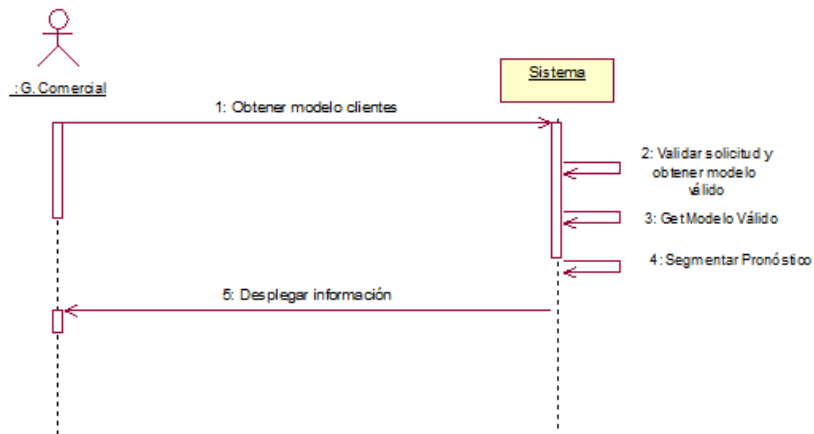 : G. Comercial
Sistema
1: Obtener modelo clientes
2: Validar solicitud y
obtener modelo
válido
3: GetModelo Válido
4: Segmentar Pronóstico
5: Desplegar información